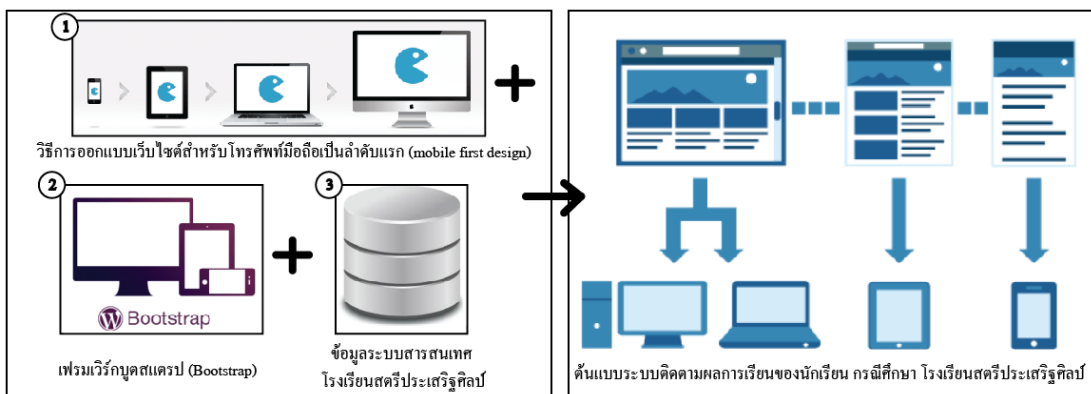 1
วิธีการออกแบบเว็บไซต์สำหรับโทรศัพท์มือถือเป็นลำดับแรก (mobile first design)
2
3
Bootstrap
เฟรมเวิร์กบูตสแตรป (Bootstrap)
ข้อมูลระบบสารสนเทศ
โรงเรียนสตรีประเสริฐศิลป์
ต้นแบบระบบติดตามผลการเรียนของนักเรียน กรณีศึกษา โรงเรียนสตรีประเสริฐศิลป์